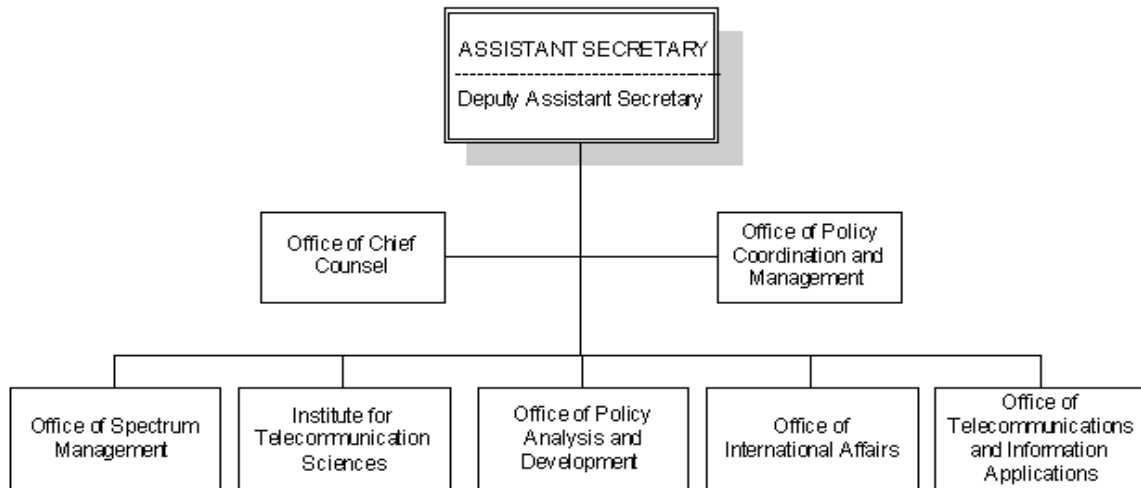 ASSISTANT SECRETARY
Deputy Assistant Secretary
Office of Chief
Counsel
Office of Policy
Coordination and
Management
Office of Spectrum
Management
Institute for
Telecommunication
Sciences
Office of Policy
Analysis and
Development
Office of
International Affairs
Office of
Telecommunications
and Information
Applications